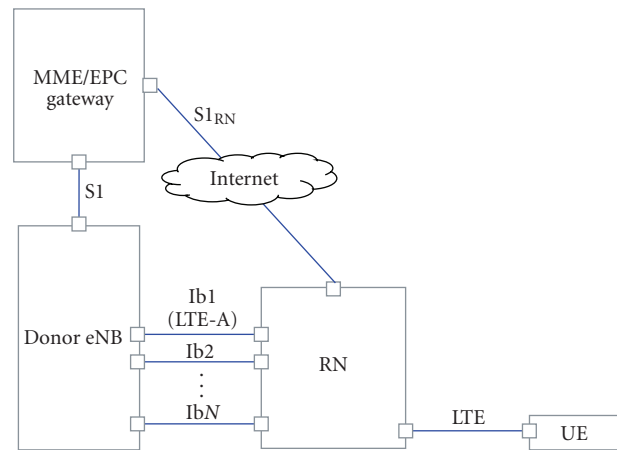 MME/EPC
gateway
S1RN
Internet
S1
Ib1
(LTE-A)
Donor eNB
Ib2
RN
IbN
LTE
UE